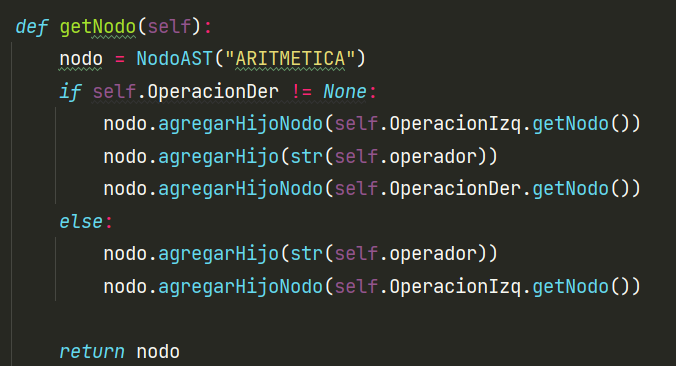 def getNodo(self):
    nodo = NodoAST("ARITMETICA")
    if self.OperacionDer != None:
        nodo.agregarHijoNodo(self.OperacionIzq.getNodo())
        nodo.agregarHijo(str(self.operador))
        nodo.agregarHijoNodo(self.OperacionDer.getNodo())
    else:
        nodo.agregarHijo(str(self.operador))
        nodo.agregarHijoNodo(self.OperacionIzq.getNodo())
    return nodo